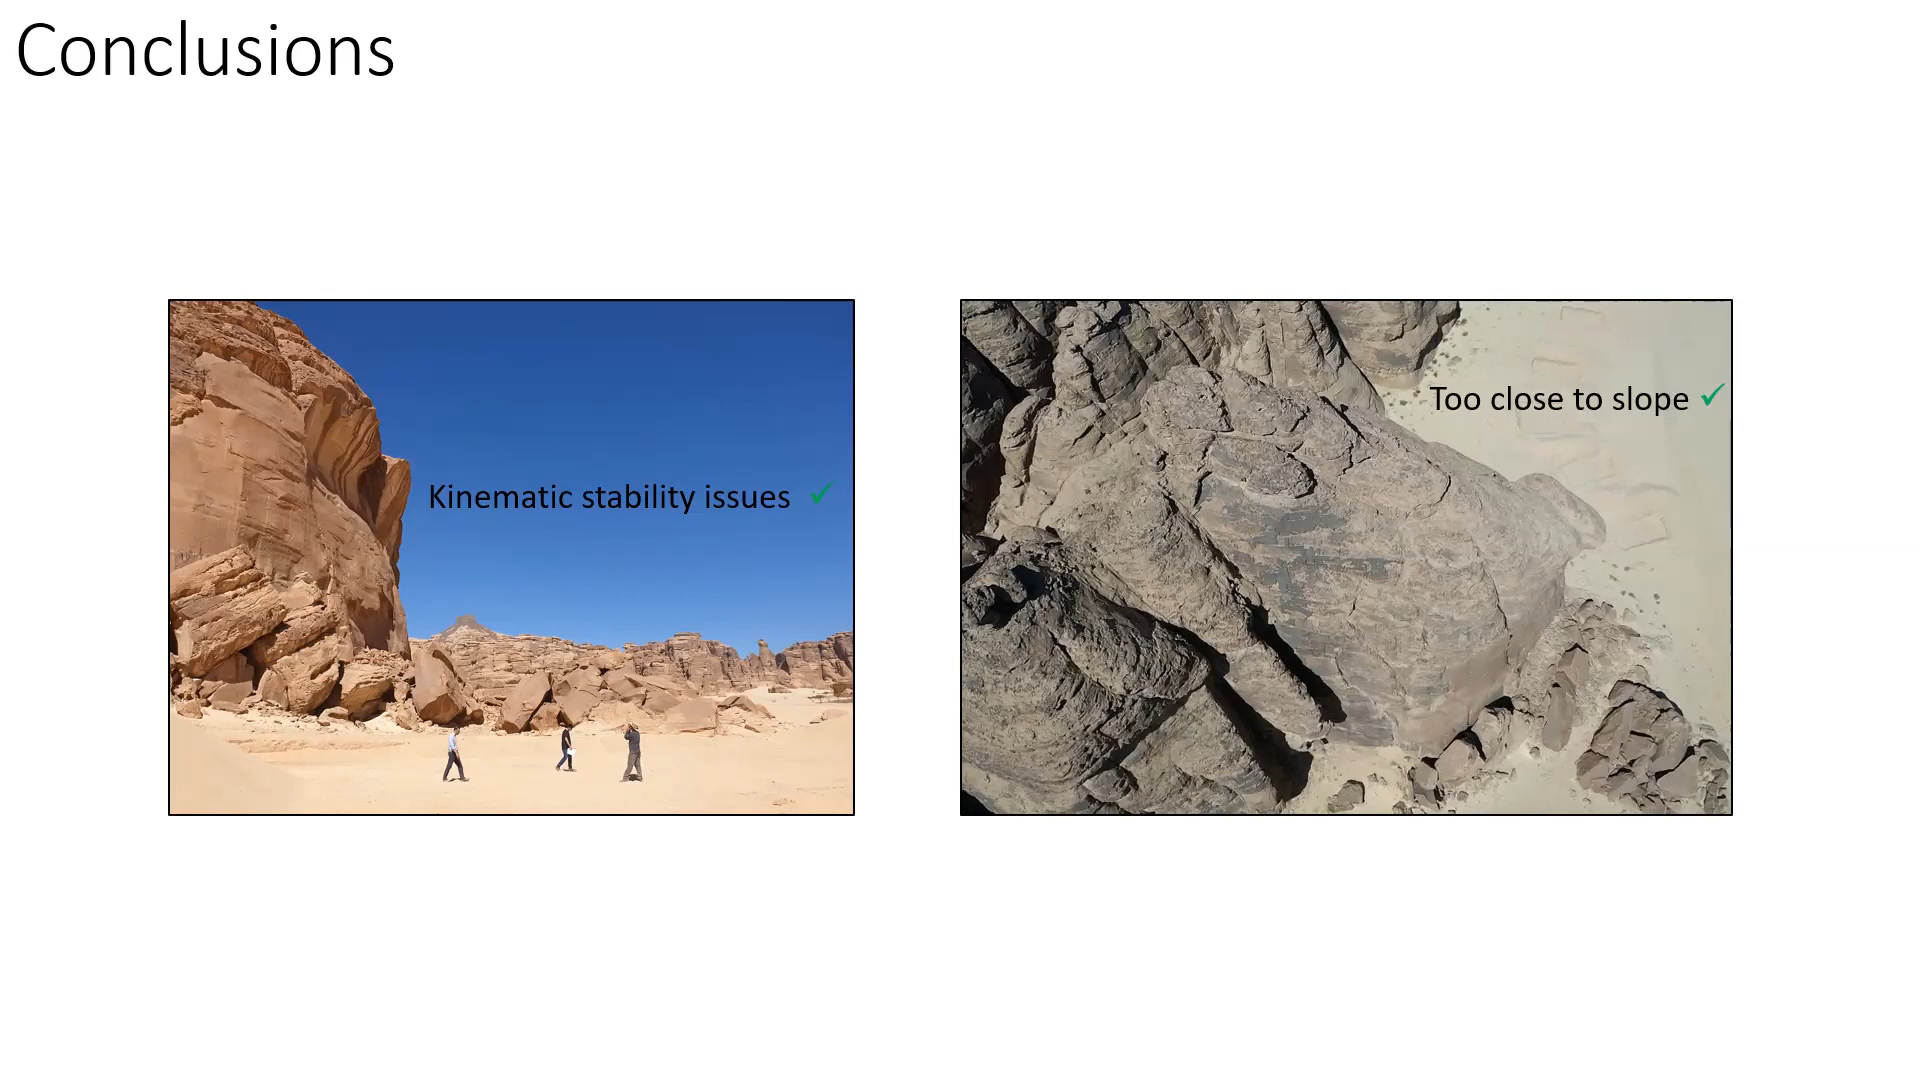 Conclusions
Kinematic stability issues ✓
Too close to slope ✓